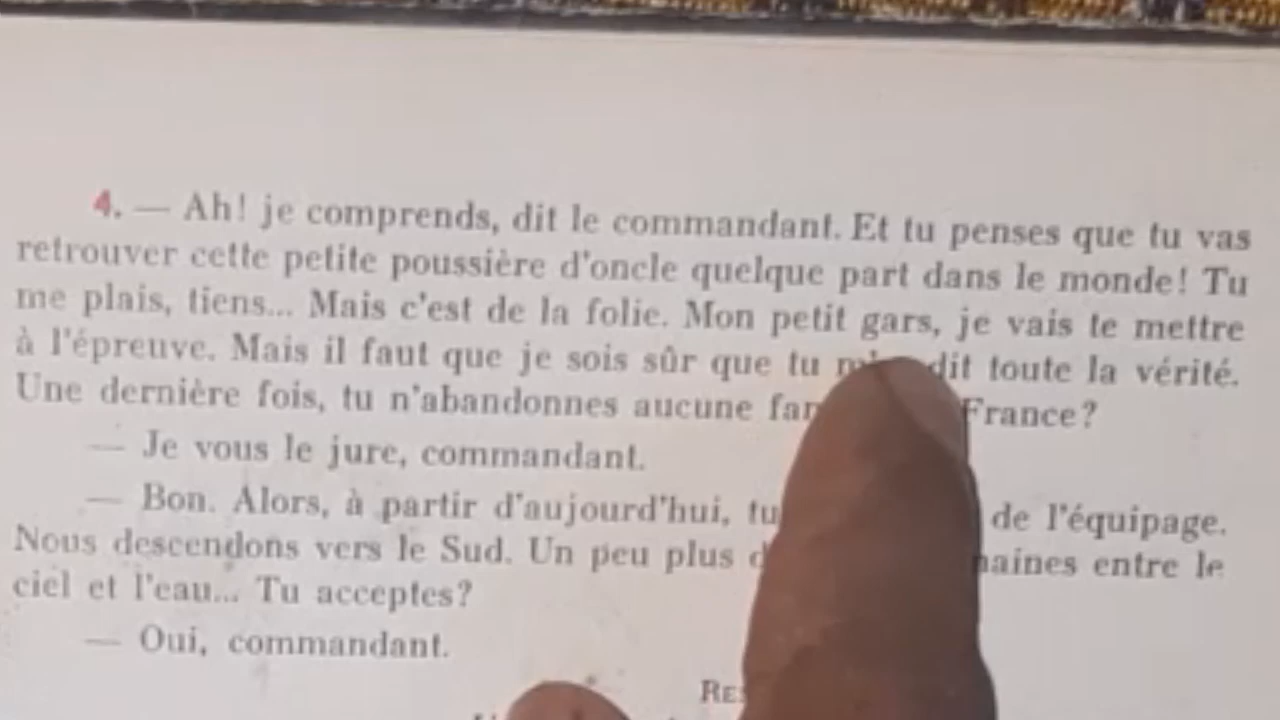 4. — Ah! je comprends, dit le commandant. Et tu penses que tu vas
retrouver cette petite poussière d'oncle quelque part dans le monde! Tu
me plais, tiens... Mais c'est de la folie. Mon petit gars, je vais te mettre
à l'épreuve. Mais il faut que je sois sûr que tu dit toute la vérité.
Une dernière fois, tu n'abandonnes aucune France?
— Je vous le jure, commandant.
— Bon. Alors, à partir d'aujourd'hui, tu de l'équipage.
Nous descendons vers le Sud. Un peu plus entre le
ciel et l'eau... Tu acceptes?
— Oui, commandant.